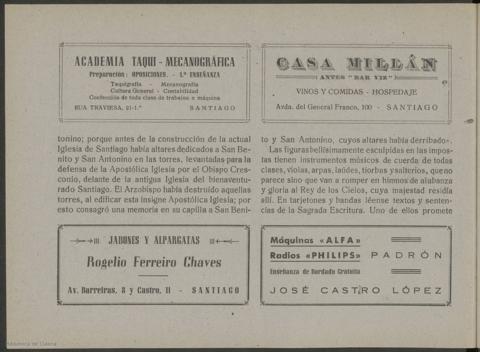 ACADEMIA TAQUI - MECANOGRÁFICA
Preparación: OPOSICIONES. - 1.ª ENSEÑANZA
Taquigrafía - Mecanografía
Cultura General - Contabilidad
Confección de toda clase de trabajos a máquina
RUA TRAVIESA, 21-1.º SANTIAGO
CASA MILLÁN
ANTES "BAR VIZ"
VINOS Y COMIDAS - HOSPEDAJE
Avda. del General Franco, 100 - SANTIAGO
tonino; porque antes de la construcción de la actual
Iglesia de Santiago había altares dedicados a San Be-
nito y San Antonino en las torres, levantadas para la
defensa de la Apostólica Iglesia por el Obispo Cres-
conio, delante de la antigua Iglesia del bienaventu-
rado Santiago. El Arzobispo había destruído aquellas
torres, al edificar esta insigne Apostólica Iglesia; por
esto consagró una memoria en su capilla a San Beni-
to y San Antonino, cuyos altares había derribado».
Las figuras bellísimamente esculpidas en las impos-
tas tienen instrumentos músicos de cuerda de todas
clases, violas, arpas, laúdes, tiorbas y salterios, que no
parece sino que van a romper en himnos de alabanza
y gloria al Rey de los Cielos, cuya majestad residía
allí. En tarjetones y bandas léense textos y senten-
cias de la Sagrada Escritura. Uno de ellos promete
JABONES Y ALPARGATAS
Rogelio Ferreiro Chaves
Av. Barreiras, 8 y Castro, 11 - SANTIAGO
Máquinas «ALFA»
Radios «PHILIPS» PADRÓN
Enseñanza de Bordado Gratuita
JOSÉ CASTRO LÓPEZ